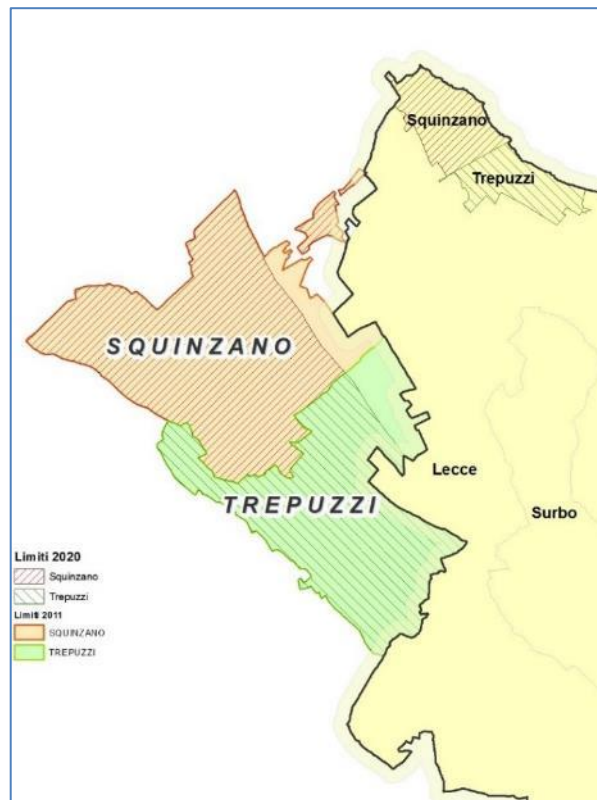 Squinzano
Trepuzzi
SQUINZANO
TREPUZZI
Lecce
Surbo
Limiti 2020
Squinzano
Trepuzzi
Limiti 2011
SQUINZANO
TREPUZZI